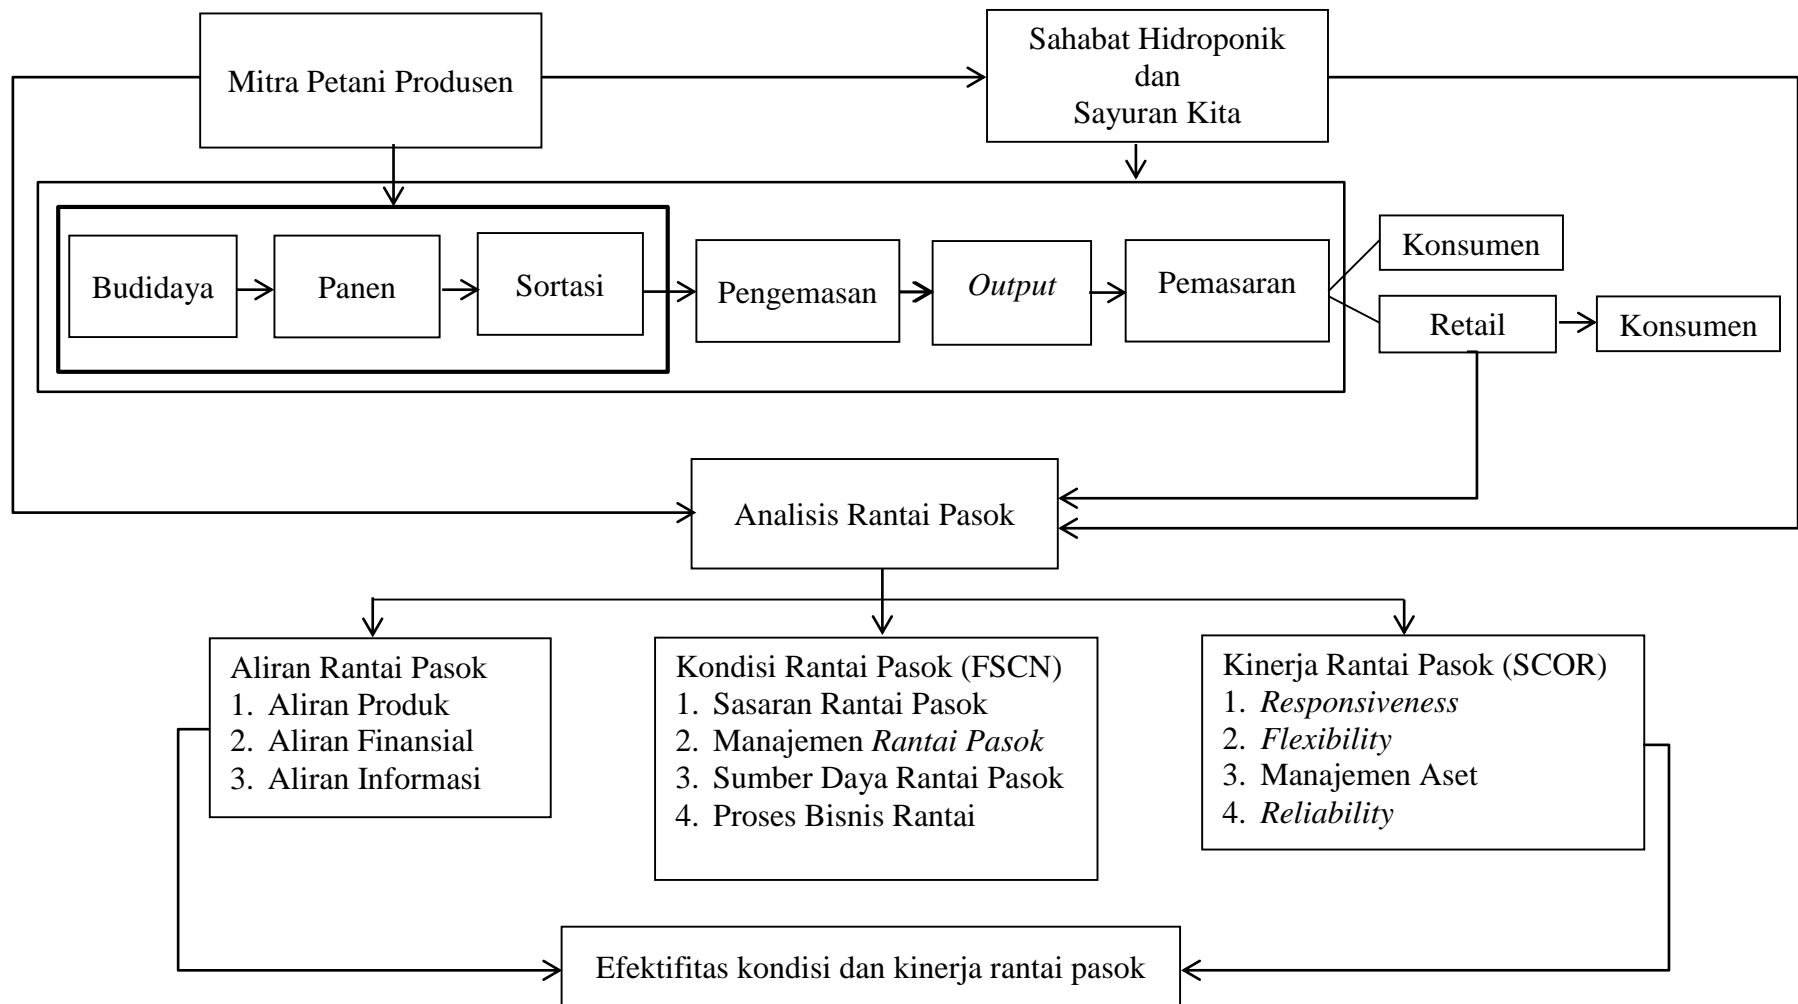 Mitra Petani Produsen
Sahabat Hidroponik
dan
Sayuran Kita
Budidaya
Panen
Sortasi
Pengemasan
Output
Pemasaran
Konsumen
Retail
Konsumen
Analisis Rantai Pasok
Aliran Rantai Pasok
1. Aliran Produk
2. Aliran Finansial
3. Aliran Informasi
Kondisi Rantai Pasok (FSCN)
1. Sasaran Rantai Pasok
2. Manajemen Rantai Pasok
3. Sumber Daya Rantai Pasok
4. Proses Bisnis Rantai
Kinerja Rantai Pasok (SCOR)
1. Responsiveness
2. Flexibility
3. Manajemen Aset
4. Reliability
Efektifitas kondisi dan kinerja rantai pasok